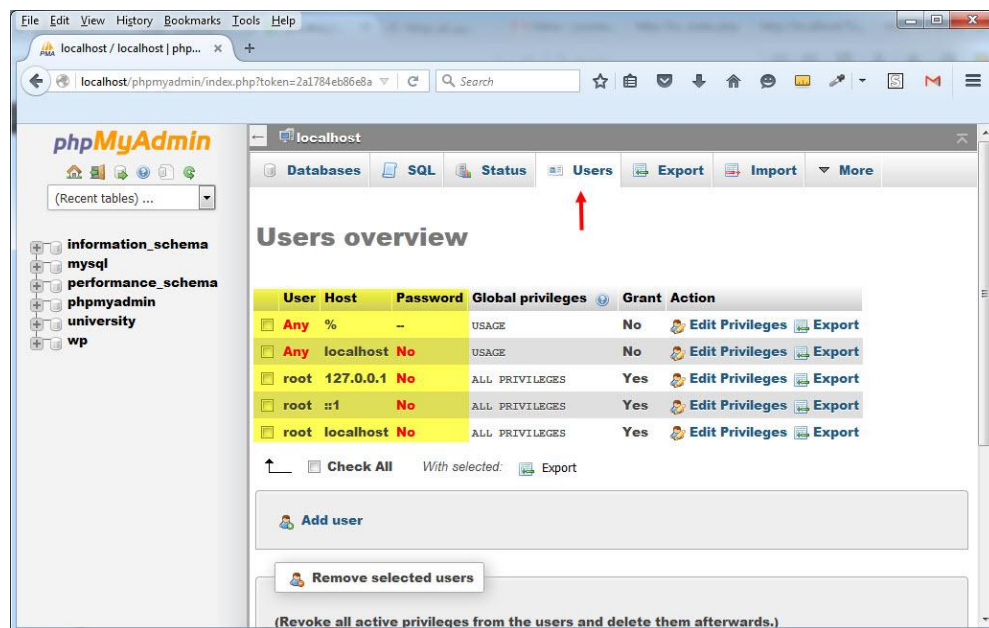 File Edit View History Bookmarks Tools Help
localhost / localhost | php... × +
localhost/phpmyadmin/index.php?token=2a1784eb86e8a Search
phpMyAdmin
(Recent tables) ...
information_schema
mysql
performance_schema
phpmyadmin
university
wp
localhost
Databases SQL Status Users Export Import More
Users overview
User Host Password Global privileges Grant Action
Any % -- USAGE No Edit Privileges Export
Any localhost No USAGE No Edit Privileges Export
root 127.0.0.1 No ALL PRIVILEGES Yes Edit Privileges Export
root ::1 No ALL PRIVILEGES Yes Edit Privileges Export
root localhost No ALL PRIVILEGES Yes Edit Privileges Export
Check All With selected: Export
Add user
Remove selected users
(Revoke all active privileges from the users and delete them afterwards.)